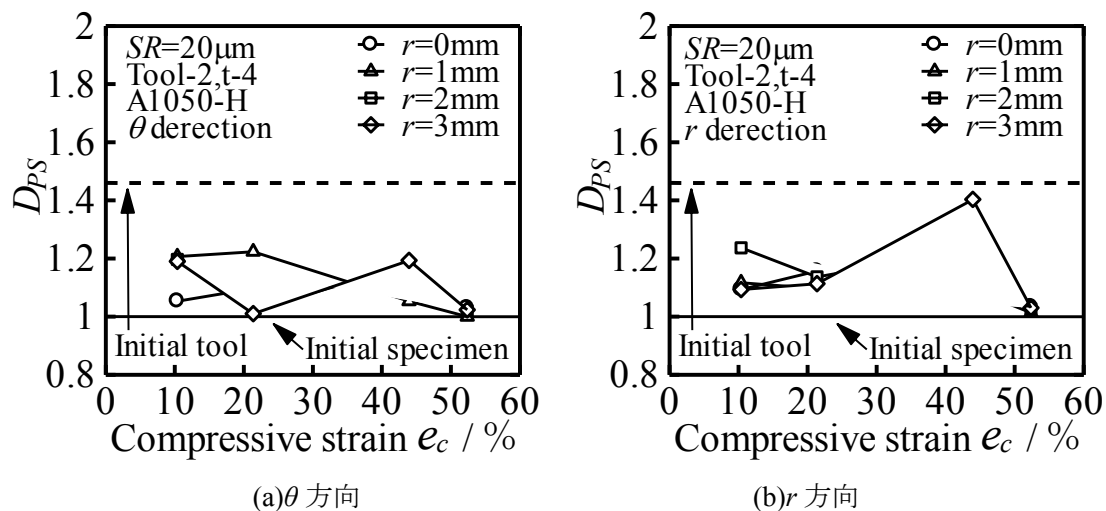 2
1.8
1.6
1.4
1.2
1
0.8
D_PS
SR=20μm
Tool-2,t-4
A1050-H
θ derection
r=0mm
r=1mm
r=2mm
r=3mm
Initial tool
Initial specimen
0 10 20 30 40 50 60
Compressive strain e_c / %
(a)θ 方向
2
1.8
1.6
1.4
1.2
1
0.8
D_PS
SR=20μm
Tool-2,t-4
A1050-H
r derection
r=0mm
r=1mm
r=2mm
r=3mm
Initial tool
Initial specimen
0 10 20 30 40 50 60
Compressive strain e_c / %
(b)r 方向